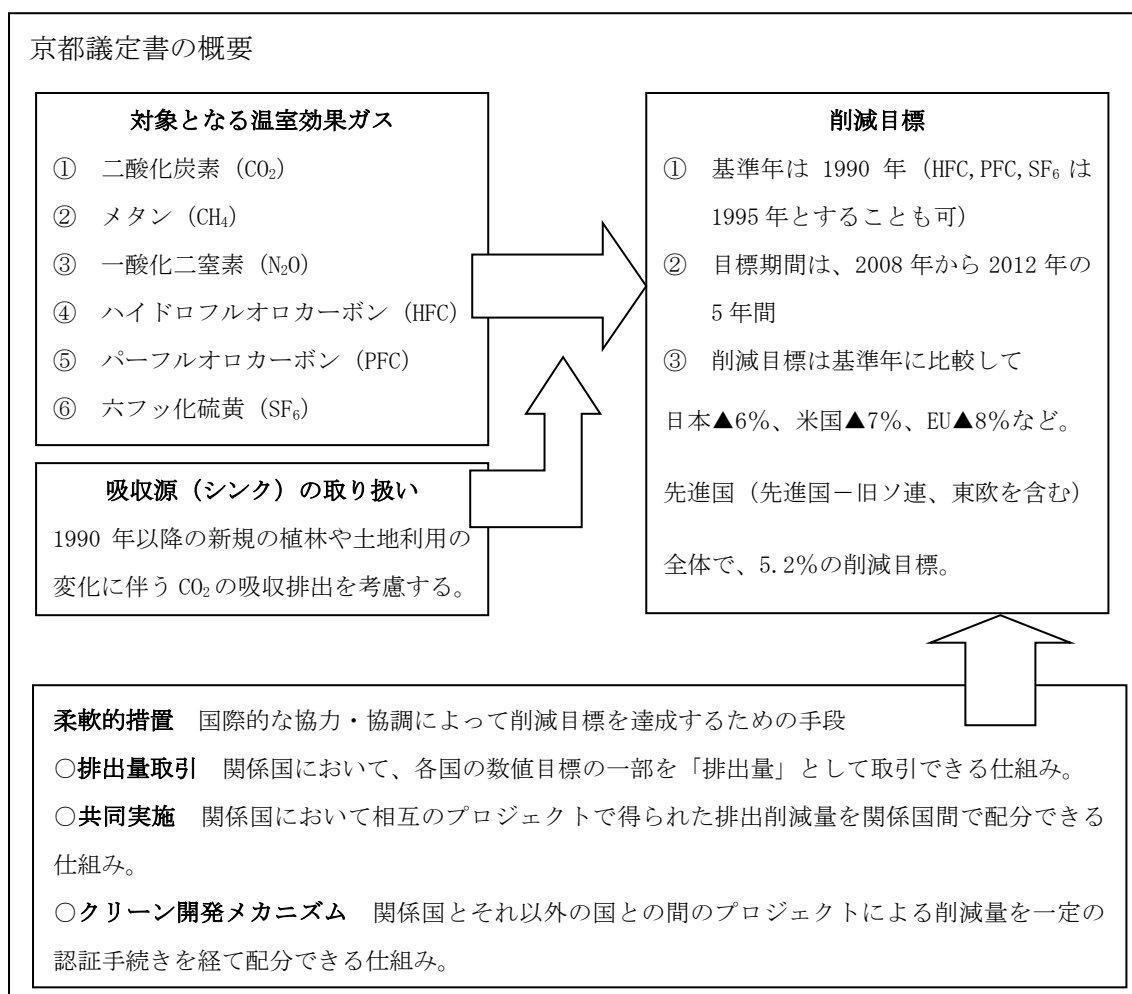 京都議定書の概要
対象となる温室効果ガス
① 二酸化炭素(CO₂)
② メタン(CH₄)
③ 一酸化二窒素(N₂O)
④ ハイドロフルオロカーボン(HFC)
⑤ パーフルオロカーボン(PFC)
⑥ 六フッ化硫黄(SF₆)
吸収源(シンク)の取り扱い
1990 年以降の新規の植林や土地利用の
変化に伴う CO₂の吸収排出を考慮する。
削減目標
① 基準年は 1990 年(HFC,PFC,SF₆は
1995 年とすることも可)
② 目標期間は、2008 年から 2012 年の
5 年間
③ 削減目標は基準年に比較して
日本▲6%、米国▲7%、EU▲8%など。
先進国(先進国-旧ソ連、東欧を含む)
全体で、5.2%の削減目標。
柔軟的措置 国際的な協力・協調によって削減目標を達成するための手段
○排出量取引 関係国において、各国の数値目標の一部を「排出量」として取引できる仕組み。
○共同実施 関係国において相互のプロジェクトで得られた排出削減量を関係国間で配分できる
仕組み。
○クリーン開発メカニズム 関係国とそれ以外の国との間のプロジェクトによる削減量を一定の
認証手続きを経て配分できる仕組み。